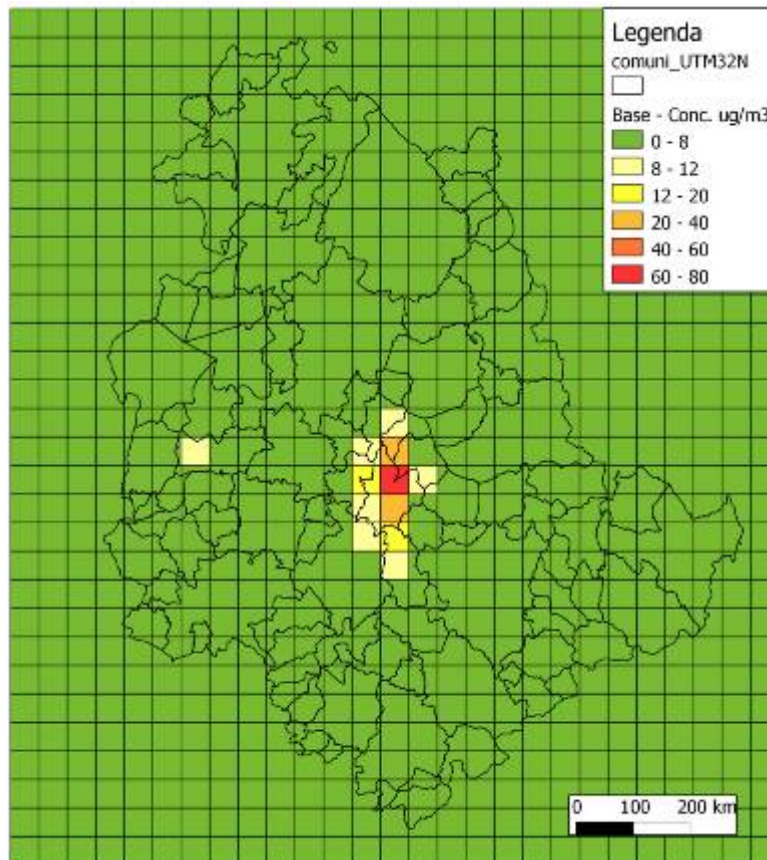 Legenda
comuni_UTM32N
Base - Conc. ug/m3
0 - 8
8 - 12
12 - 20
20 - 40
40 - 60
60 - 80
0 100 200 km